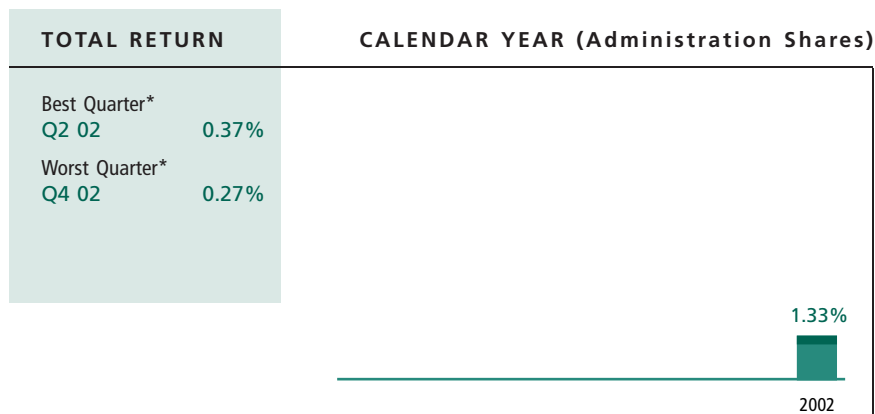 TOTAL RETURN
CALENDAR YEAR (Administration Shares)
Best Quarter*
Q2 02 0.37%
Worst Quarter*
Q4 02 0.27%
1.33%
2002